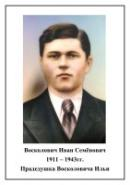 Восколович Иван Семёнович
1911 – 1943гг.
Прадедушка Восколовича Ильи